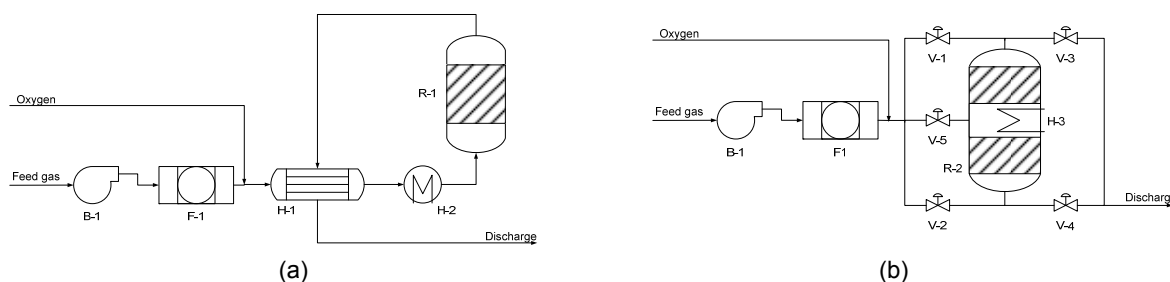 Oxygen
Feed gas
B-1
F-1
H-1
H-2
R-1
Discharge
(a)
Oxygen
Feed gas
B-1
F1
V-1
V-3
V-5
H-3
R-2
V-2
V-4
Discharge
(b)